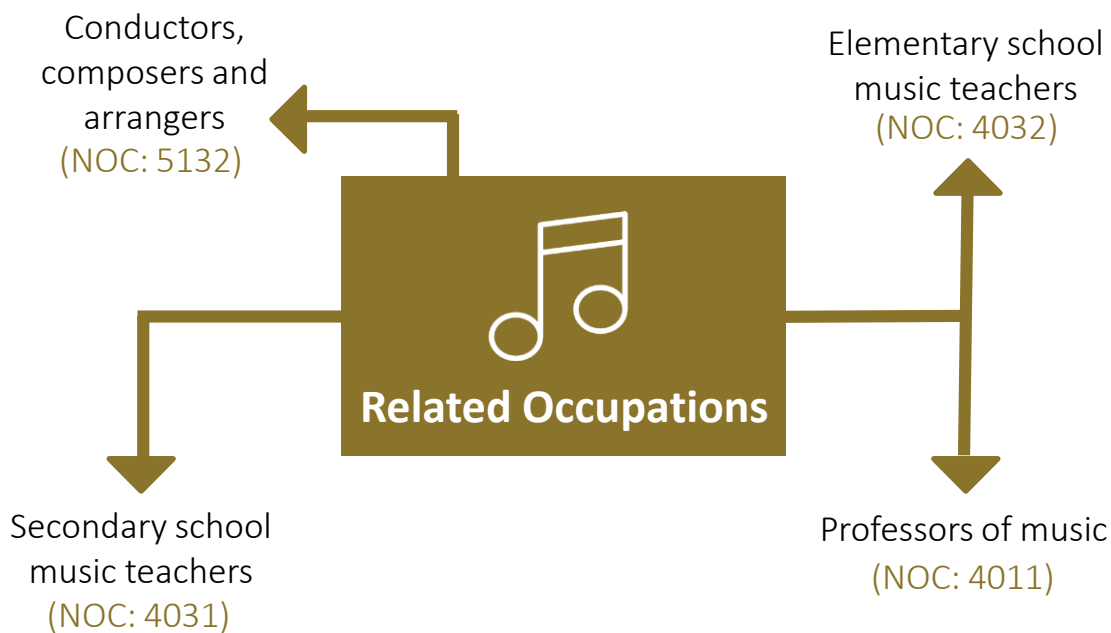 Conductors,
composers and
arrangers
(NOC: 5132)
Elementary school
music teachers
(NOC: 4032)
Related Occupations
Secondary school
music teachers
(NOC: 4031)
Professors of music
(NOC: 4011)